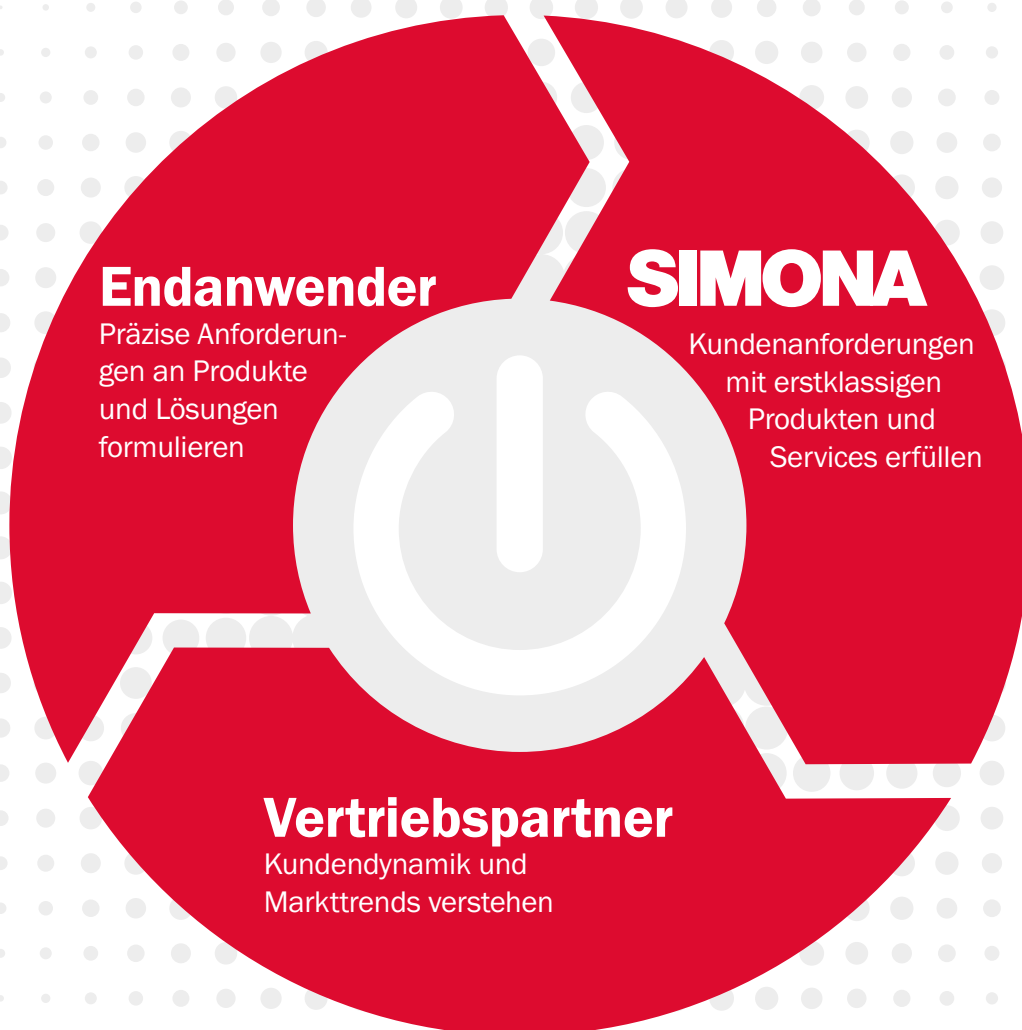 Endanwender
Präzise Anforderun-
gen an Produkte
und Lösungen
formulieren
SIMONA
Kundenanforderungen
mit erstklassigen
Produkten und
Services erfüllen
Vertriebspartner
Kundendynamik und
Markttrends verstehen